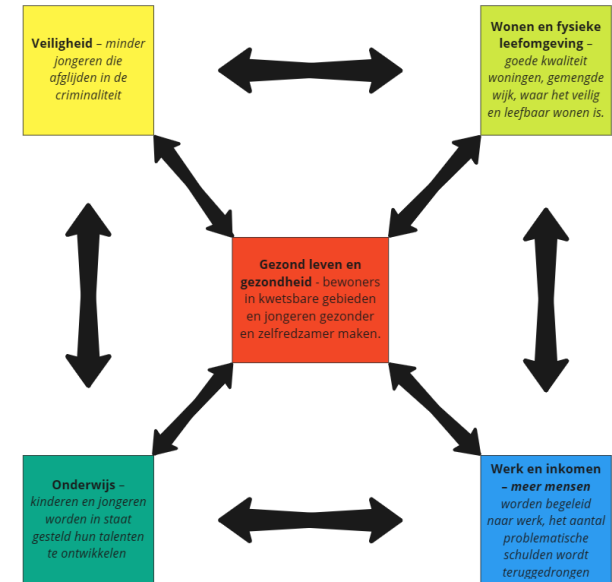 Veiligheid – minder
jongeren die
afglijden in de
criminaliteit
Wonen en fysieke
leefomgeving –
goede kwaliteit
woningen, gemengde
wijk, waar het veilig
en leefbaar wonen is.
Gezond leven en
gezondheid - bewoners
in kwetsbare gebieden
en jongeren gezonder
en zelfredzamer maken.
Onderwijs –
kinderen en jongeren
worden in staat
gesteld hun talenten
te ontwikkelen
Werk en inkomen
– meer mensen
worden begeleid
naar werk, het aantal
problematische
schulden wordt
teruggedrongen